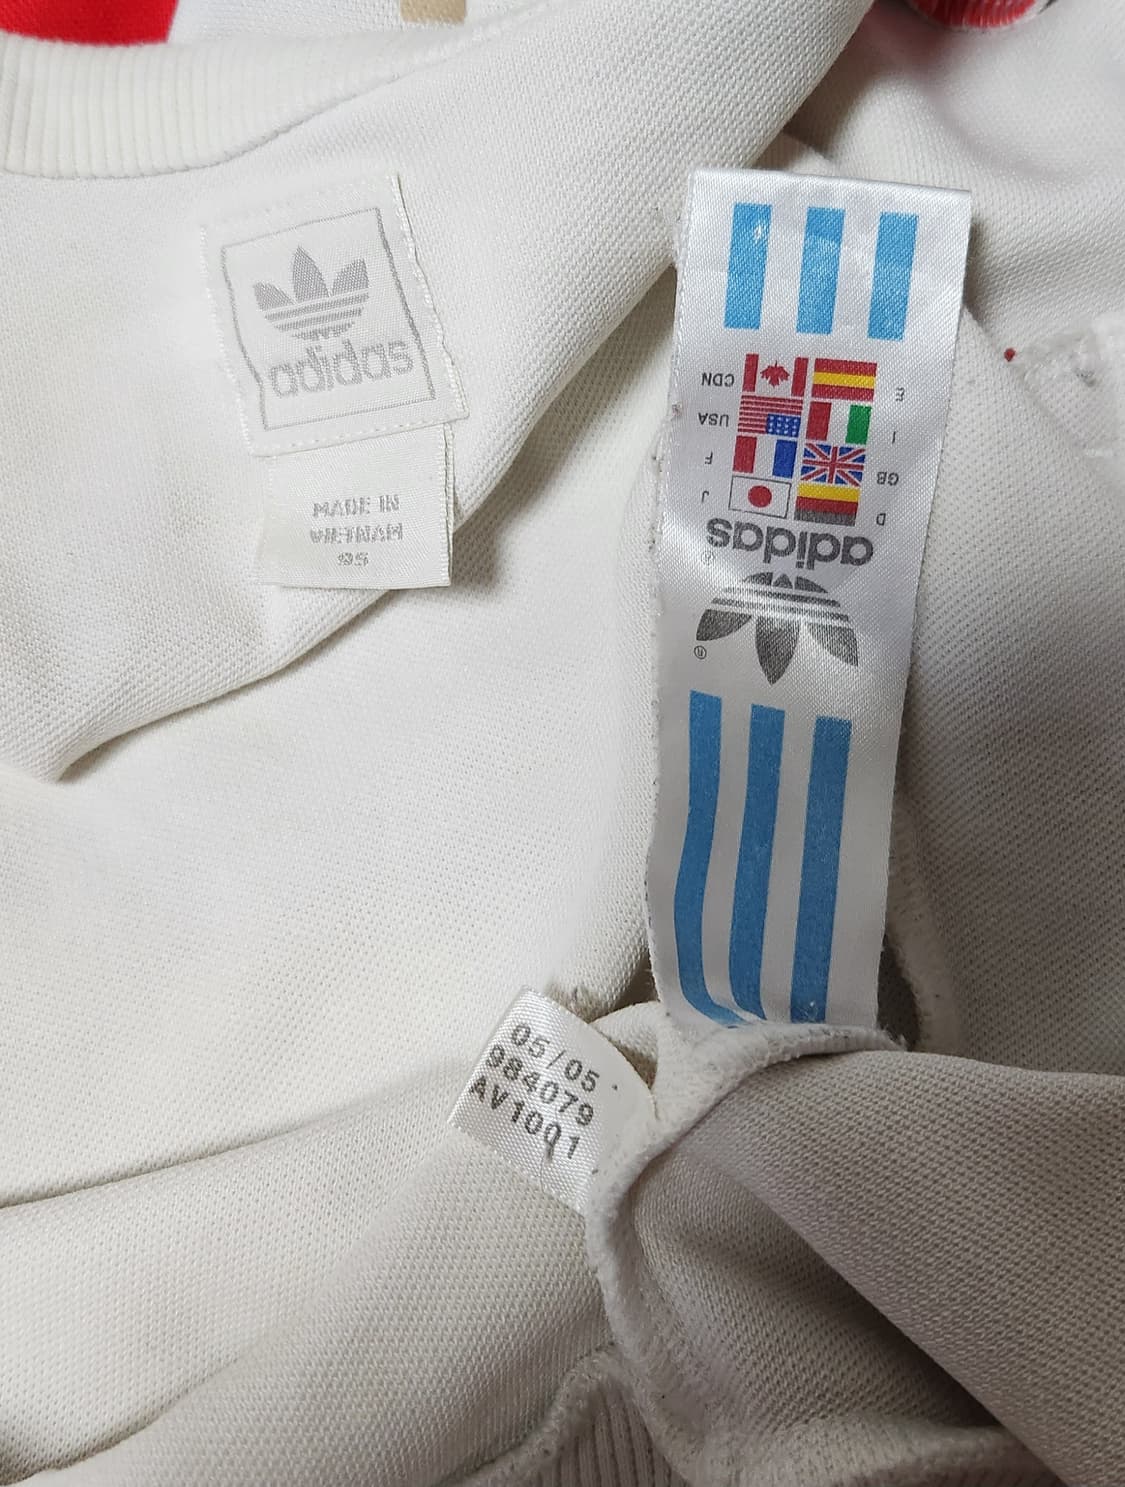 adidas
MADE IN
VIETNAM
95
CDN E
USA I
F GB
J D
adidas®
®
05/05
984079
AV1001